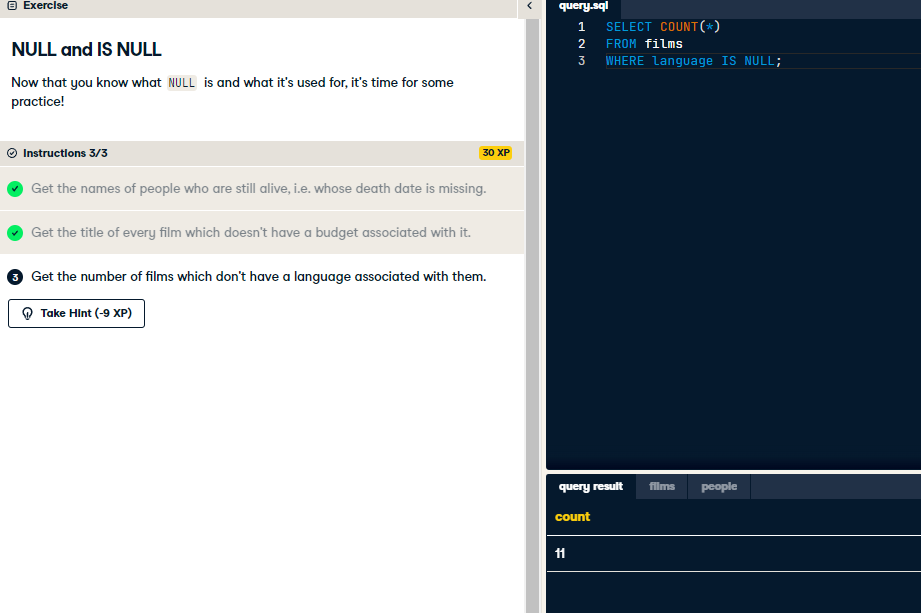 Exercise
NULL and IS NULL
Now that you know what NULL is and what it's used for, it's time for some
practice!
Instructions 3/3
30 XP
Get the names of people who are still alive, i.e. whose death date is missing.
Get the title of every film which doesn't have a budget associated with it.
3 Get the number of films which don't have a language associated with them.
Take Hint (-9 XP)
query.sql
1 SELECT COUNT(*)
2 FROM films
3 WHERE language IS NULL;
query result films people
count
11